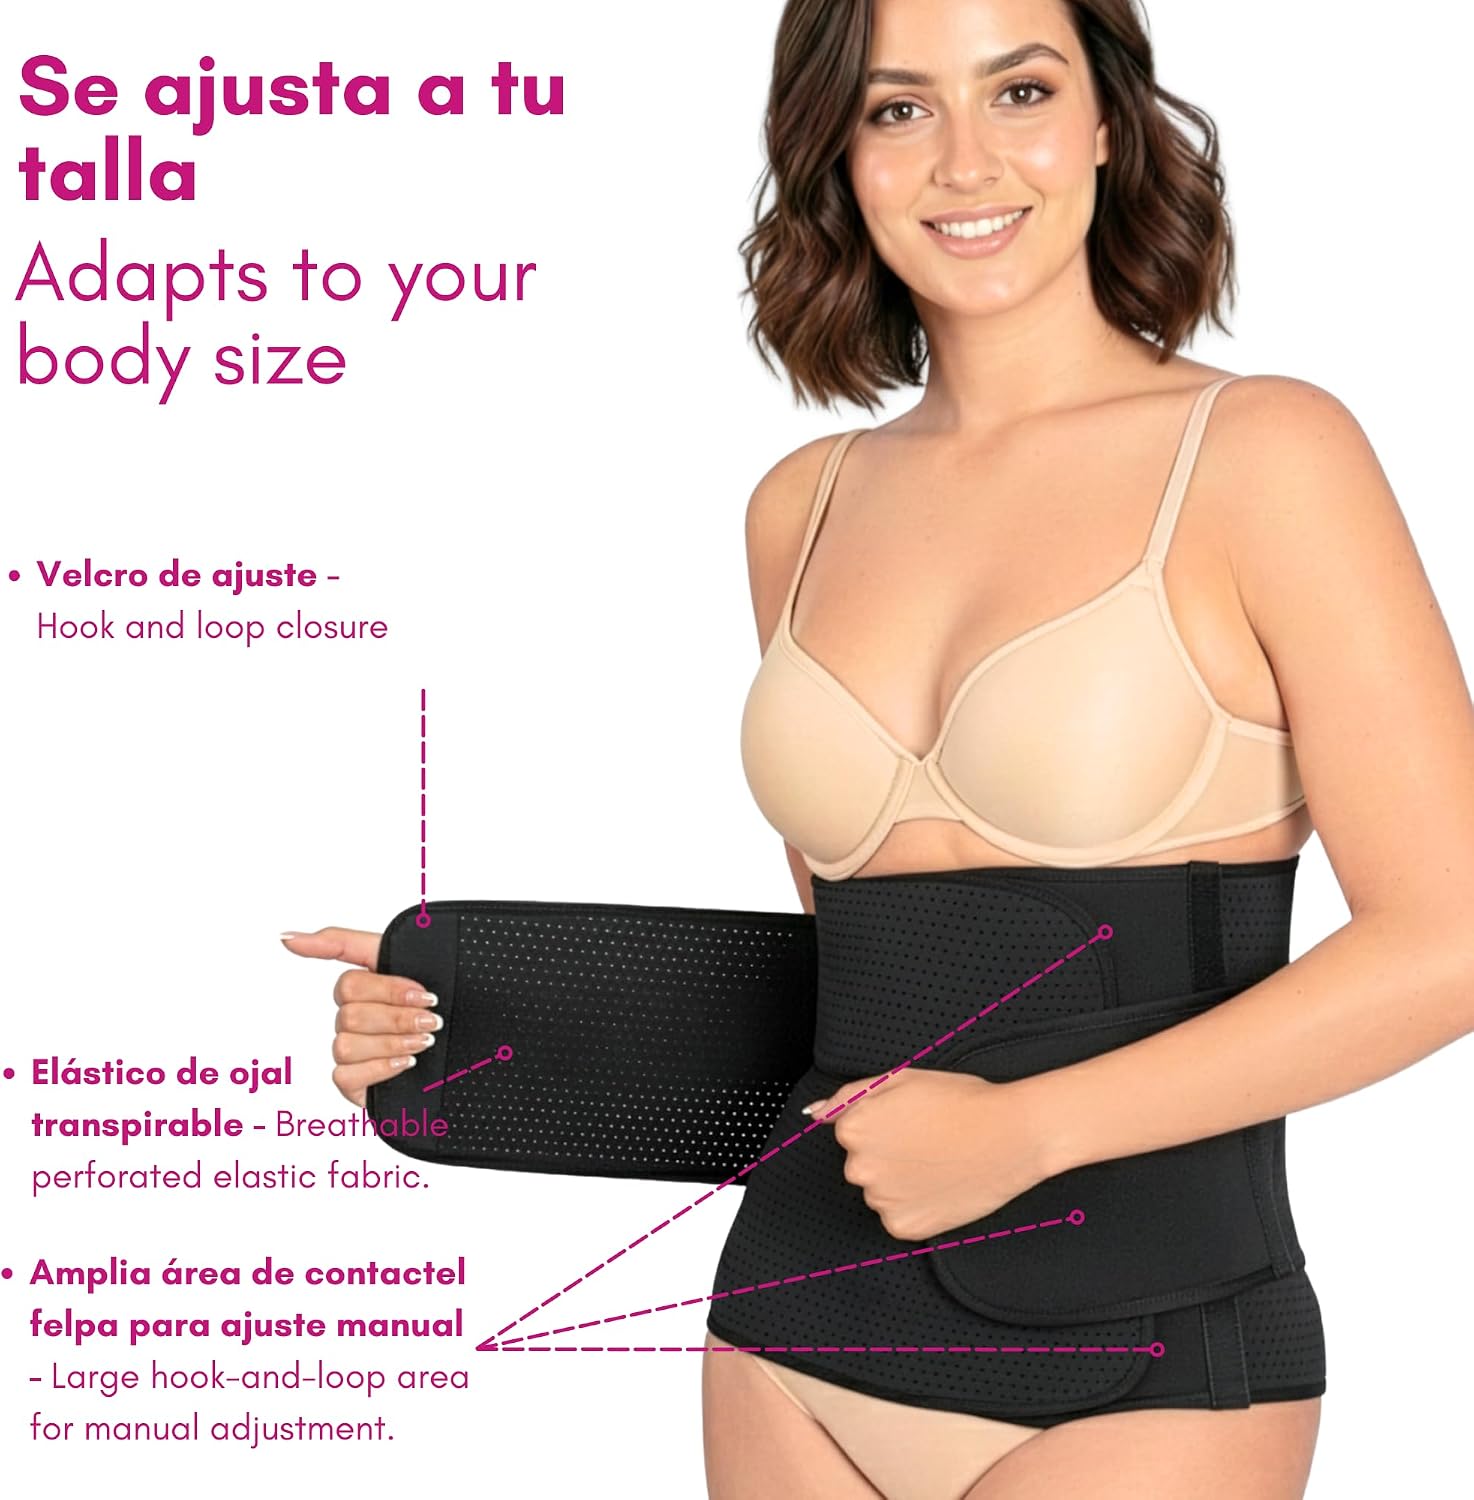 Se ajusta a tu
talla
Adapts to your
body size
• Velcro de ajuste -
Hook and loop closure
• Elástico de ojal
transpirable - Breathable
perforated elastic fabric.
• Amplia área de contactel
felpa para ajuste manual
- Large hook-and-loop area
for manual adjustment.